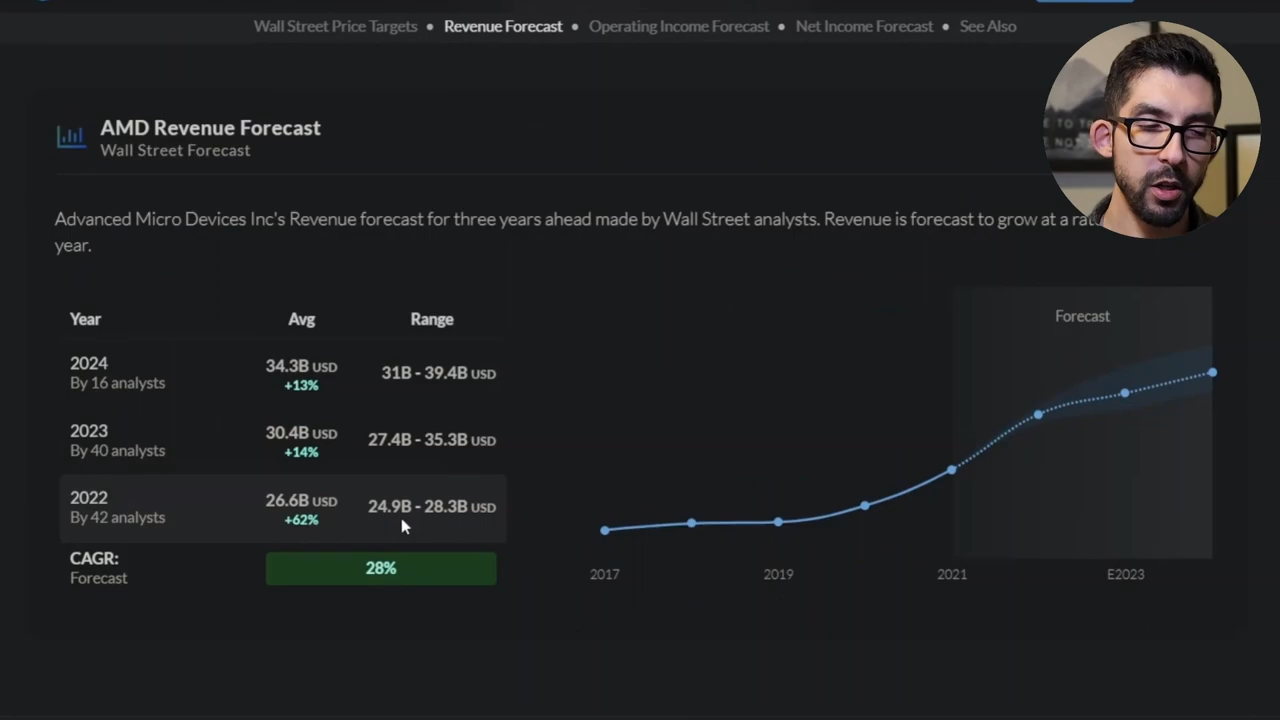 Wall Street Price Targets • Revenue Forecast • Operating Income Forecast • Net Income Forecast • See Also
AMD Revenue Forecast
Wall Street Forecast
Advanced Micro Devices Inc's Revenue forecast for three years ahead made by Wall Street analysts. Revenue is forecast to grow at a
year.
Year Avg Range
2024 34.3B USD 31B - 39.4B USD
By 16 analysts +13%
2023 30.4B USD 27.4B - 35.3B USD
By 40 analysts +14%
2022 26.6B USD 24.9B - 28.3B USD
By 42 analysts +62%
CAGR: 28%
Forecast
Forecast
2017 2019 2021 E2023